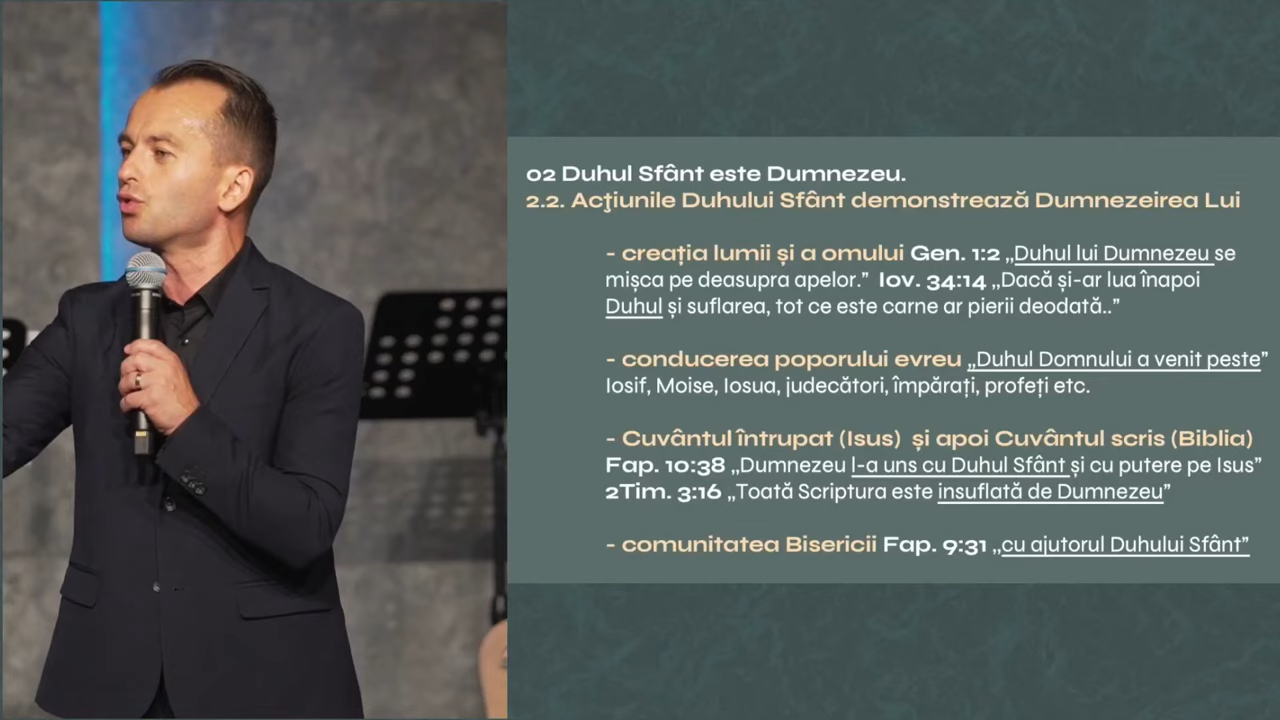 02 Duhul Sfânt este Dumnezeu.
2.2. Acţiunile Duhului Sfânt demonstrează Dumnezeirea Lui
- creația lumii și a omului Gen. 1:2 „Duhul lui Dumnezeu se
mișca pe deasupra apelor.” Iov. 34:14 „Dacă și-ar lua înapoi
Duhul și suflarea, tot ce este carne ar pierii deodată..”
- conducerea poporului evreu „Duhul Domnului a venit peste”
Iosif, Moise, Iosua, judecători, împărați, profeți etc.
- Cuvântul întrupat (Isus) și apoi Cuvântul scris (Biblia)
Fap. 10:38 „Dumnezeu l-a uns cu Duhul Sfânt și cu putere pe Isus”
2Tim. 3:16 „Toată Scriptura este insuflată de Dumnezeu”
- comunitatea Bisericii Fap. 9:31 „cu ajutorul Duhului Sfânt”